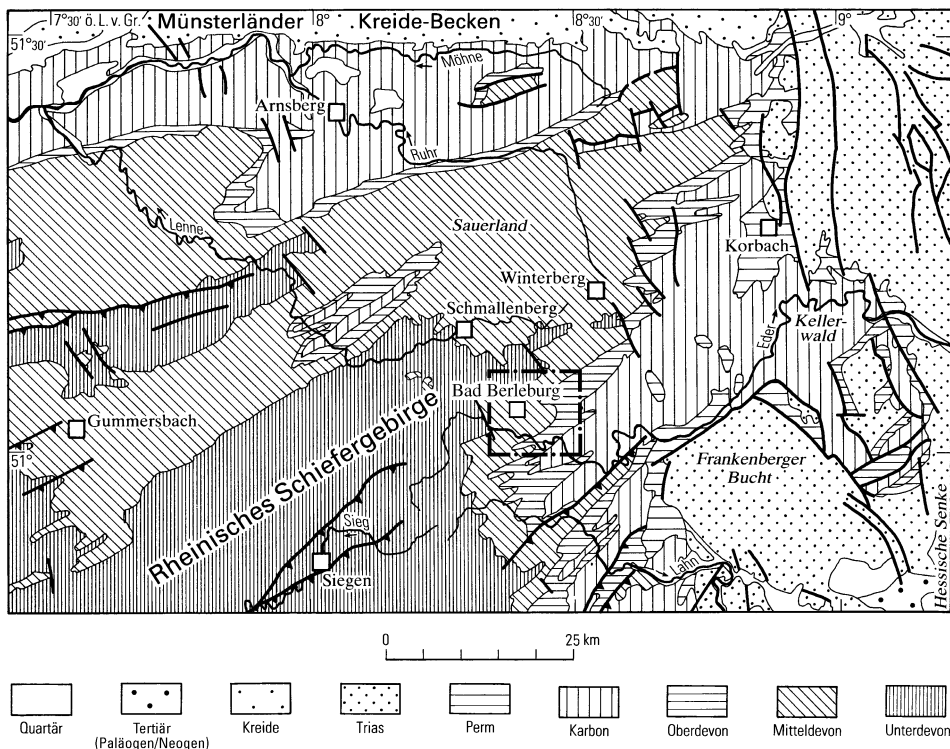 7°30' ö. L. v. Gr.
Münsterländer
8°
Kreide-Becken
8°30'
9°
51°30'
Möhne
Arnsberg
Ruhr
Lenne
Sauerland
Korbach
Winterberg
Schmallenberg
Eder
Keller-
wald
Bad Berleburg
Gummersbach
Rheinisches Schiefergebirge
51°
Frankenberger
Bucht
Sieg
Siegen
Lahn
Hessische Senke
0
25 km
Quartär
Tertiär
(Paläogen/Neogen)
Kreide
Trias
Perm
Karbon
Oberdevon
Mitteldevon
Unterdevon